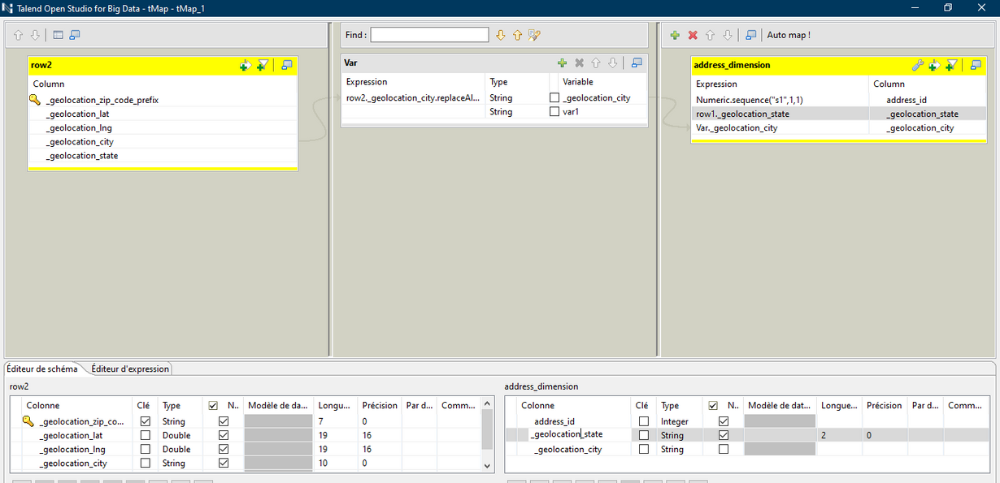 Talend Open Studio for Big Data - tMap - tMap_1
Find :
Auto map !
row2
Column
_geolocation_zip_code_prefix
_geolocation_lat
_geolocation_lng
_geolocation_city
_geolocation_state
Var
Expression Type Variable
row2._geolocation_city.replaceAl... String _geolocation_city
String var1
address_dimension
Expression Column
Numeric.sequence("s1",1,1) address_id
row1._geolocation_state _geolocation_state
Var._geolocation_city _geolocation_city
Éditeur de schéma Éditeur d'expression
row2
Colonne Clé Type N.. Modèle de da... Longu... Précision Par d... Comm...
_geolocation_zip_co... String 7 0
_geolocation_lat Double 19 16
_geolocation_lng Double 19 16
_geolocation_city String 10 0
address_dimension
Colonne Clé Type N.. Modèle de dat... Longue... Précision Par d... Comm...
address_id Integer
_geolocation_state String 2 0
_geolocation_city String